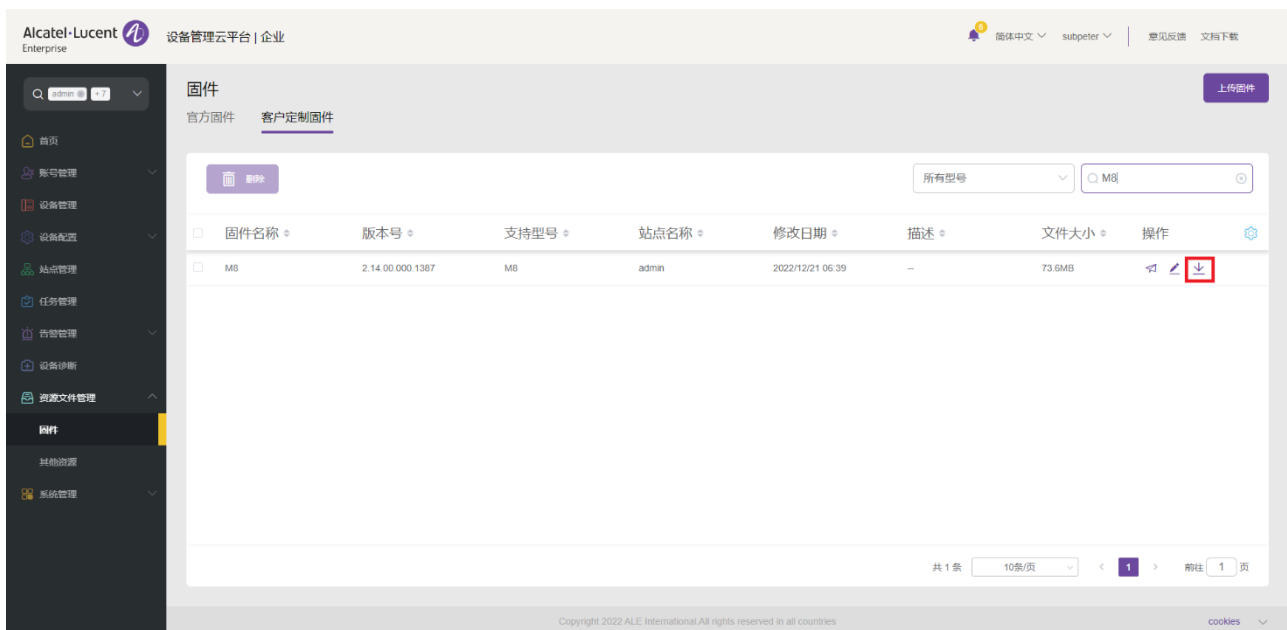 Alcatel·Lucent
Enterprise
设备管理云平台 | 企业
6
简体中文
subpeter
意见反馈
文档下载
admin
+7
首页
账号管理
设备管理
设备配置
站点管理
任务管理
告警管理
设备诊断
资源文件管理
固件
其他资源
系统管理
固件
上传固件
官方固件
客户定制固件
删除
所有型号
M8
固件名称 版本号 支持型号 站点名称 修改日期 描述 文件大小 操作
M8 2.14.00.000.1387 M8 admin 2022/12/21 06:39 -- 73.6MB
共 1 条 10条/页 1 前往 1 页
Copyright 2022 ALE International.All rights reserved in all countries
cookies